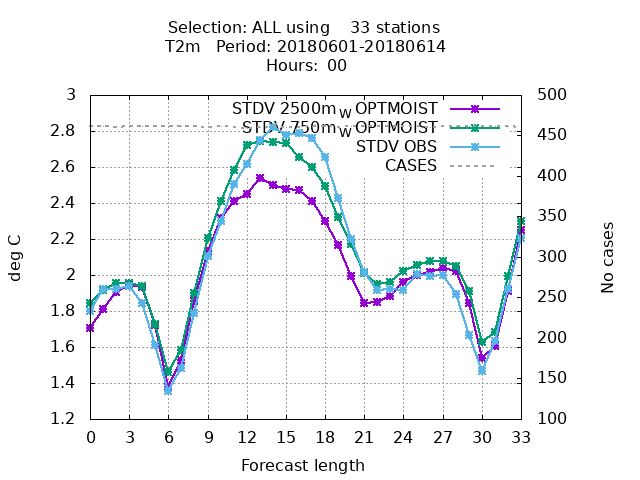 Selection: ALL using 33 stations
T2m Period: 20180601-20180614
Hours: 00
STDV 2500m_W OPTMOIST
STDV 750m_W OPTMOIST
STDV OBS
CASES
3
2.8
2.6
2.4
2.2
2
1.8
1.6
1.4
1.2
500
450
400
350
300
250
200
150
100
deg C
No cases
0 3 6 9 12 15 18 21 24 27 30 33
Forecast length